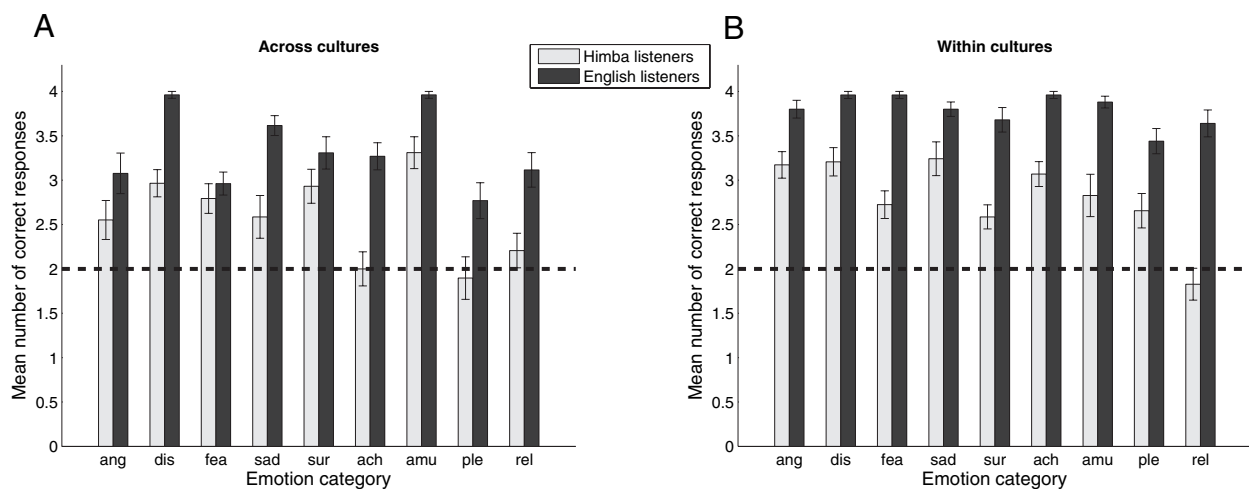 A
Across cultures
Himba listeners
English listeners
Mean number of correct responses
4
3.5
3
2.5
2
1.5
1
0.5
0
ang dis fea sad sur ach amu ple rel
Emotion category
B
Within cultures
Mean number of correct responses
4
3.5
3
2.5
2
1.5
1
0.5
0
ang dis fea sad sur ach amu ple rel
Emotion category